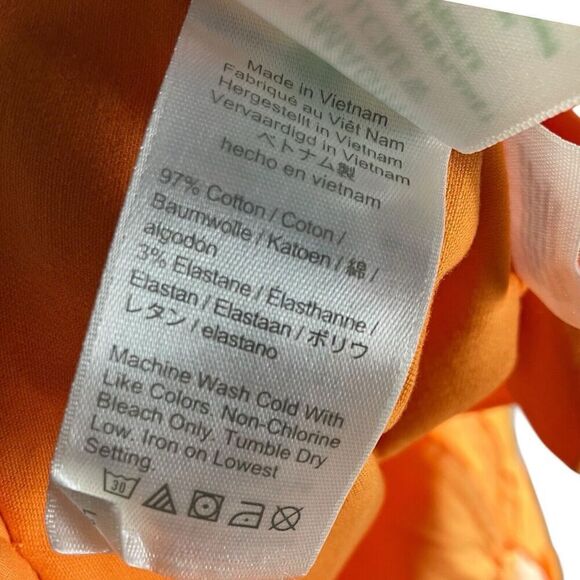 Made in Vietnam
Fabriqué au Viêt Nam
Hergestellt in Vietnam
Vervaardigd in Vietnam
ベトナム製
hecho en vietnam
97% Cotton / Coton /
Baumwolle / Katoen / 綿 /
algodón
3% Elastane / Élasthanne /
Elastan / Elastaan / ポリウ
レタン / elastano
Machine Wash Cold With
Like Colors. Non-Chlorine
Bleach Only. Tumble Dry
Low. Iron on Lowest
Setting.
30